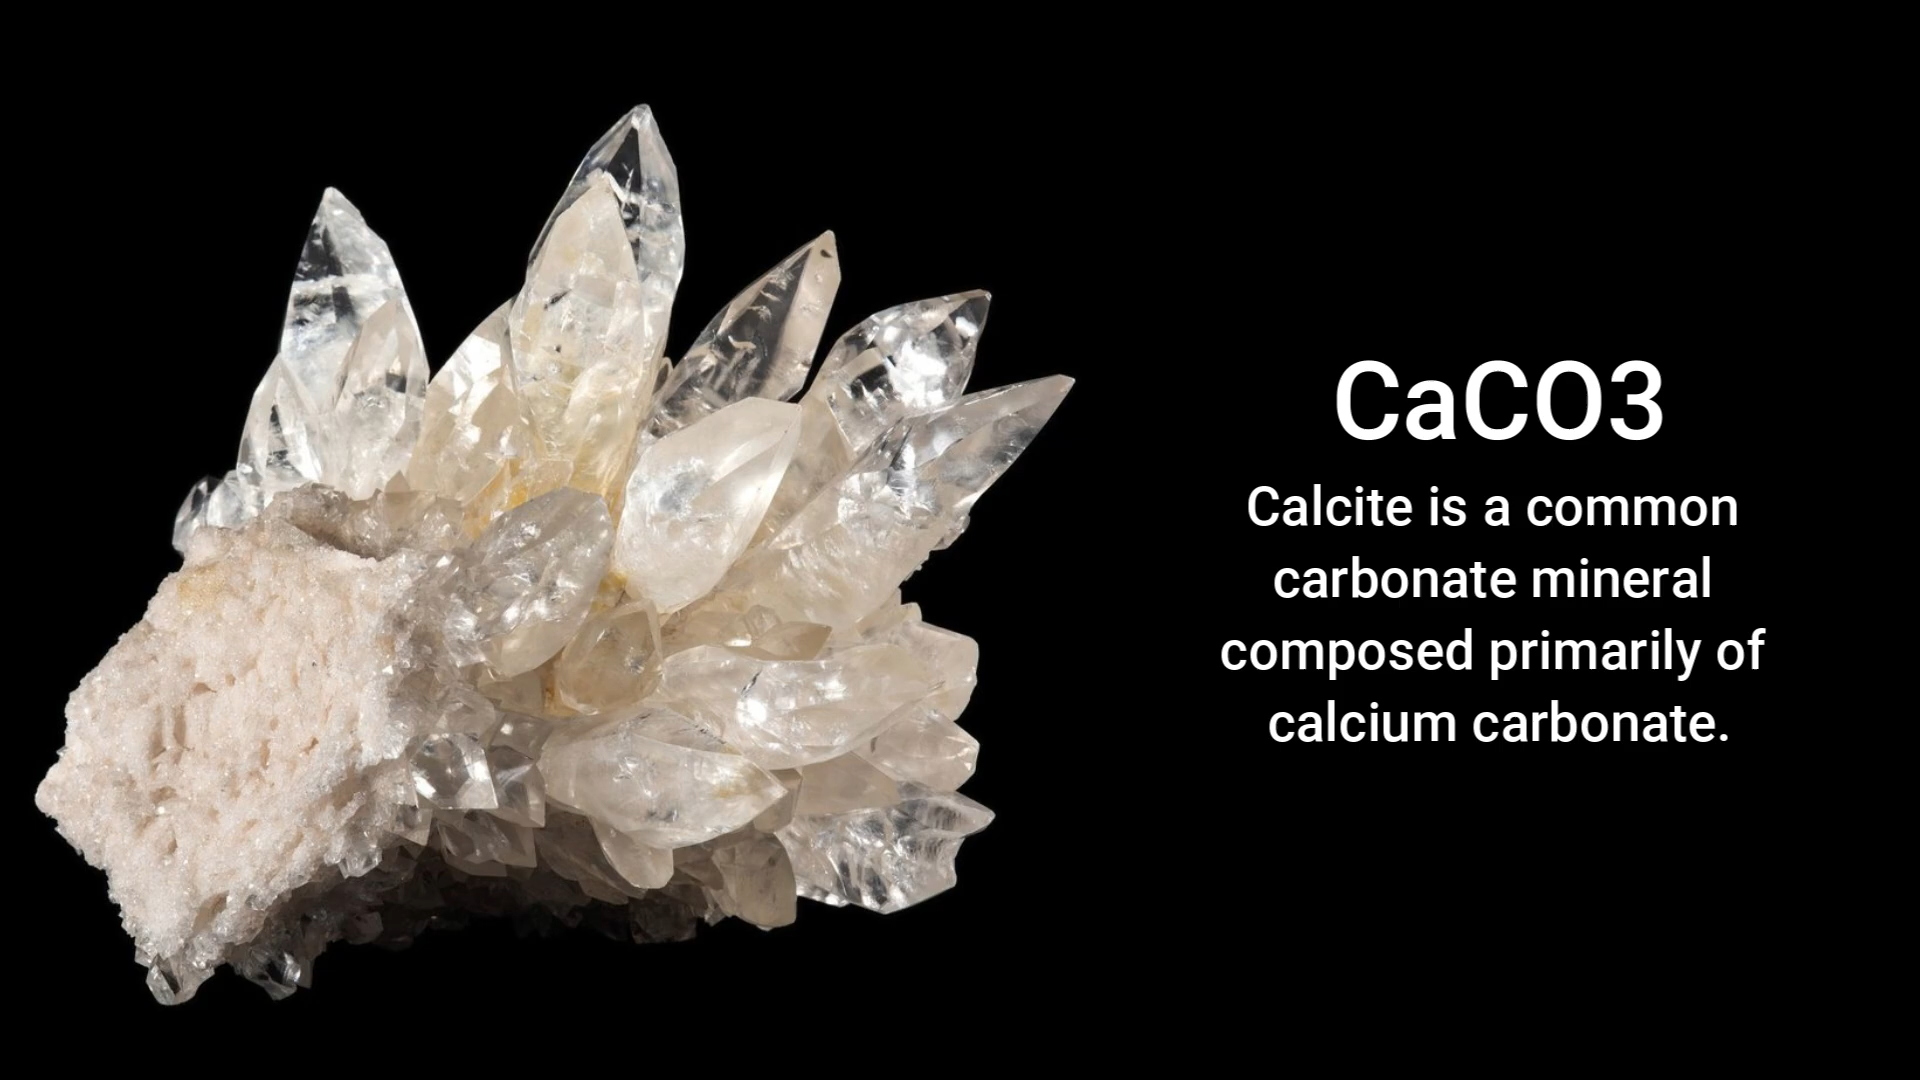 CaCO3
Calcite is a common
carbonate mineral
composed primarily of
calcium carbonate.